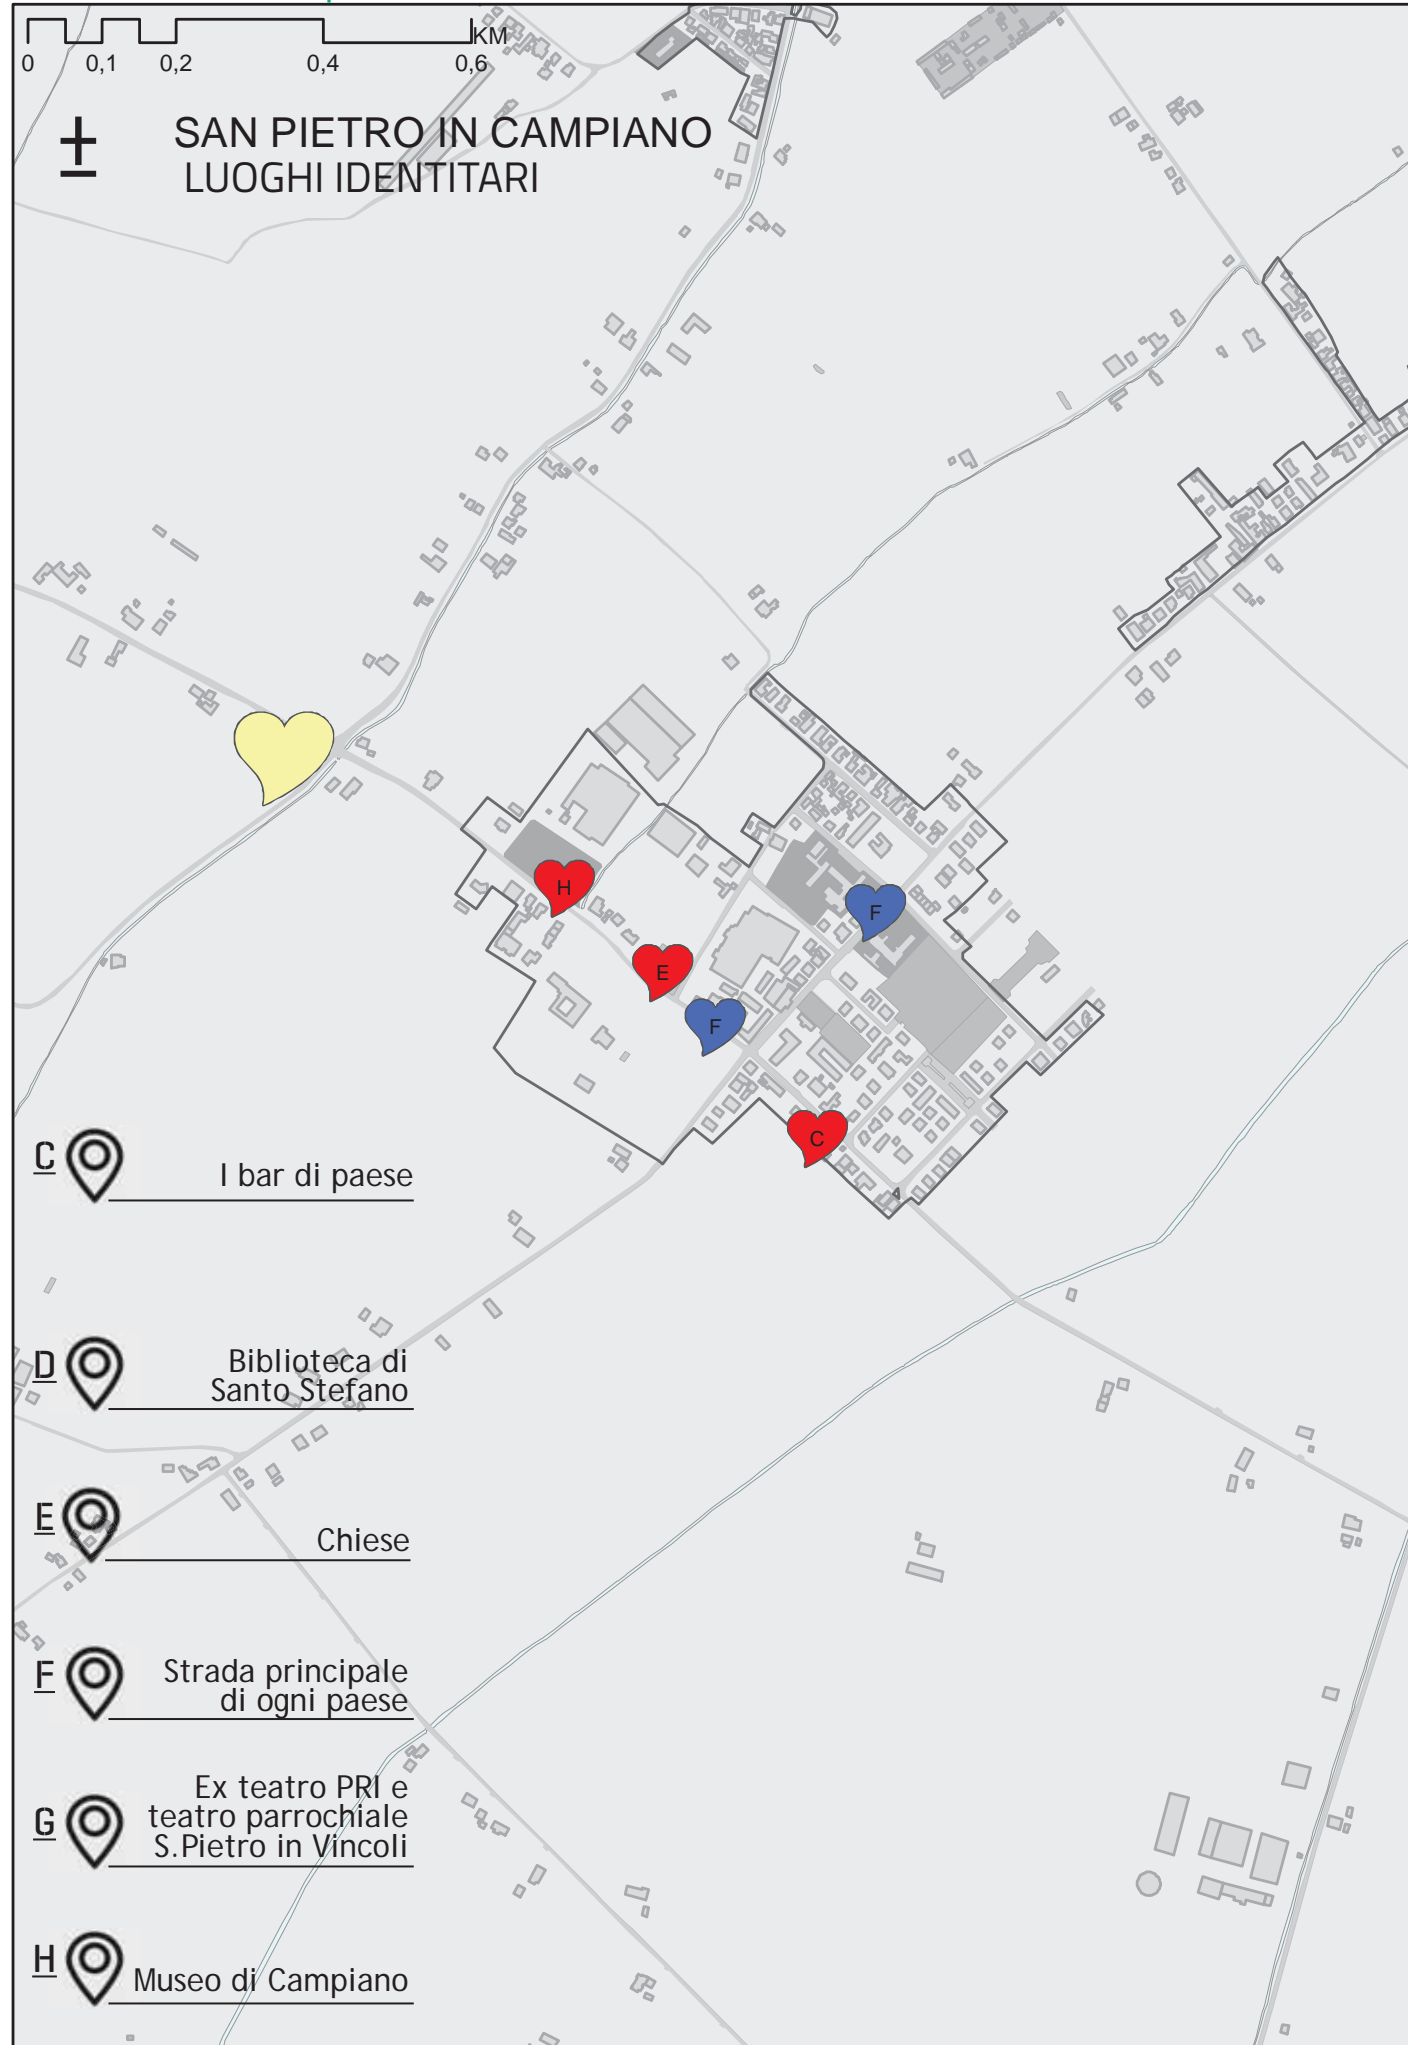 KM
0 0,1 0,2 0,4 0,6
SAN PIETRO IN CAMPIANO
LUOGHI IDENTITARI
H
F
E
F
C
C
I bar di paese
D
Biblioteca di
Santo Stefano
E
Chiese
F
Strada principale
di ogni paese
G
Ex teatro PRI e
teatro parrochiale
S.Pietro in Vincoli
H
Museo di Campiano